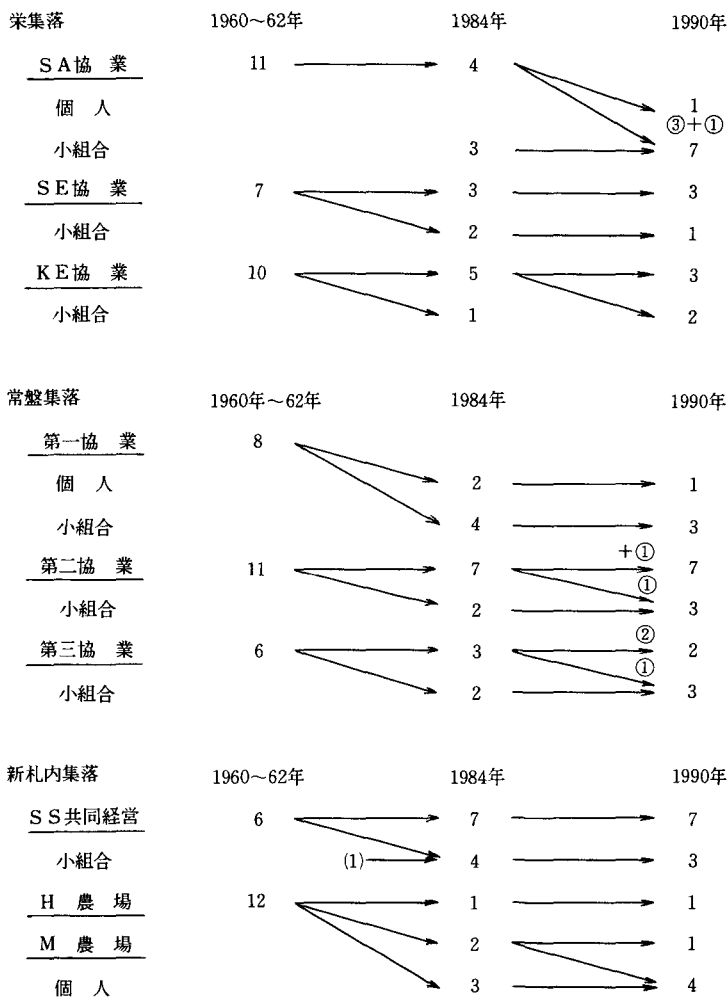 栄集落 1960～62年 1984年 1990年
SA協業 11 4
個人 1
③+①
小組合 3 7
SE協業 7 3 3
小組合 2 1
KE協業 10 5 3
小組合 1 2
常盤集落 1960年～62年 1984年 1990年
第一協業 8
個人 2 1
小組合 4 3
+①
第二協業 11 7 7
①
小組合 2 3
②
第三協業 6 3 2
①
小組合 2 3
新札内集落 1960～62年 1984年 1990年
SS共同経営 6 7 7
小組合 (1) 4 3
H農場 12 1 1
M農場 2 1
個人 3 4